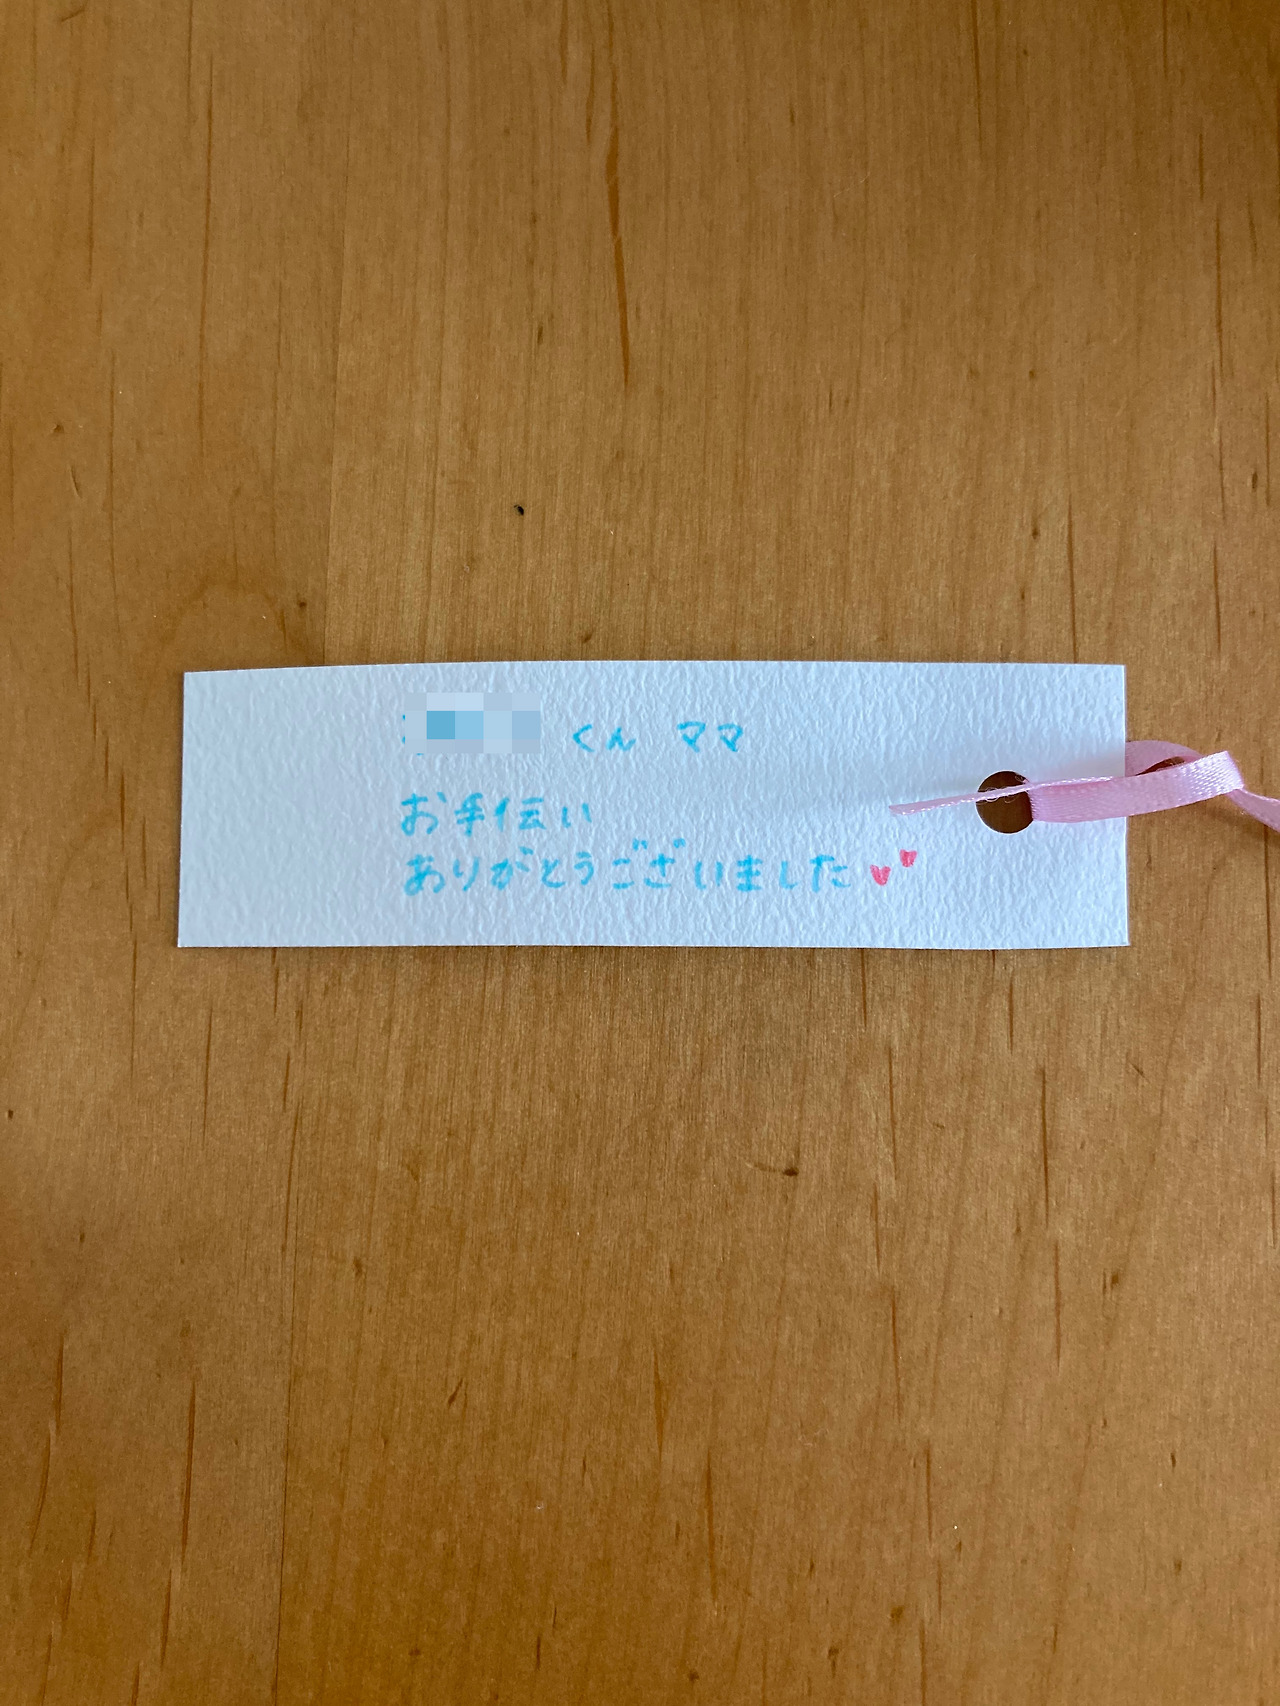 くん ママ
お手伝い
ありがとうございました